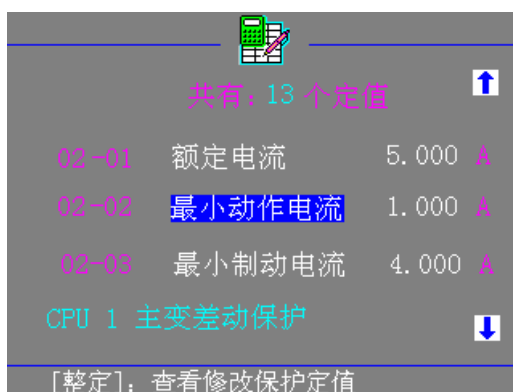 共有：13 个定值
02-01 额定电流 5.000 A
02-02 最小动作电流 1.000 A
02-03 最小制动电流 4.000 A
CPU 1 主变差动保护
[整定]：查看修改保护定值